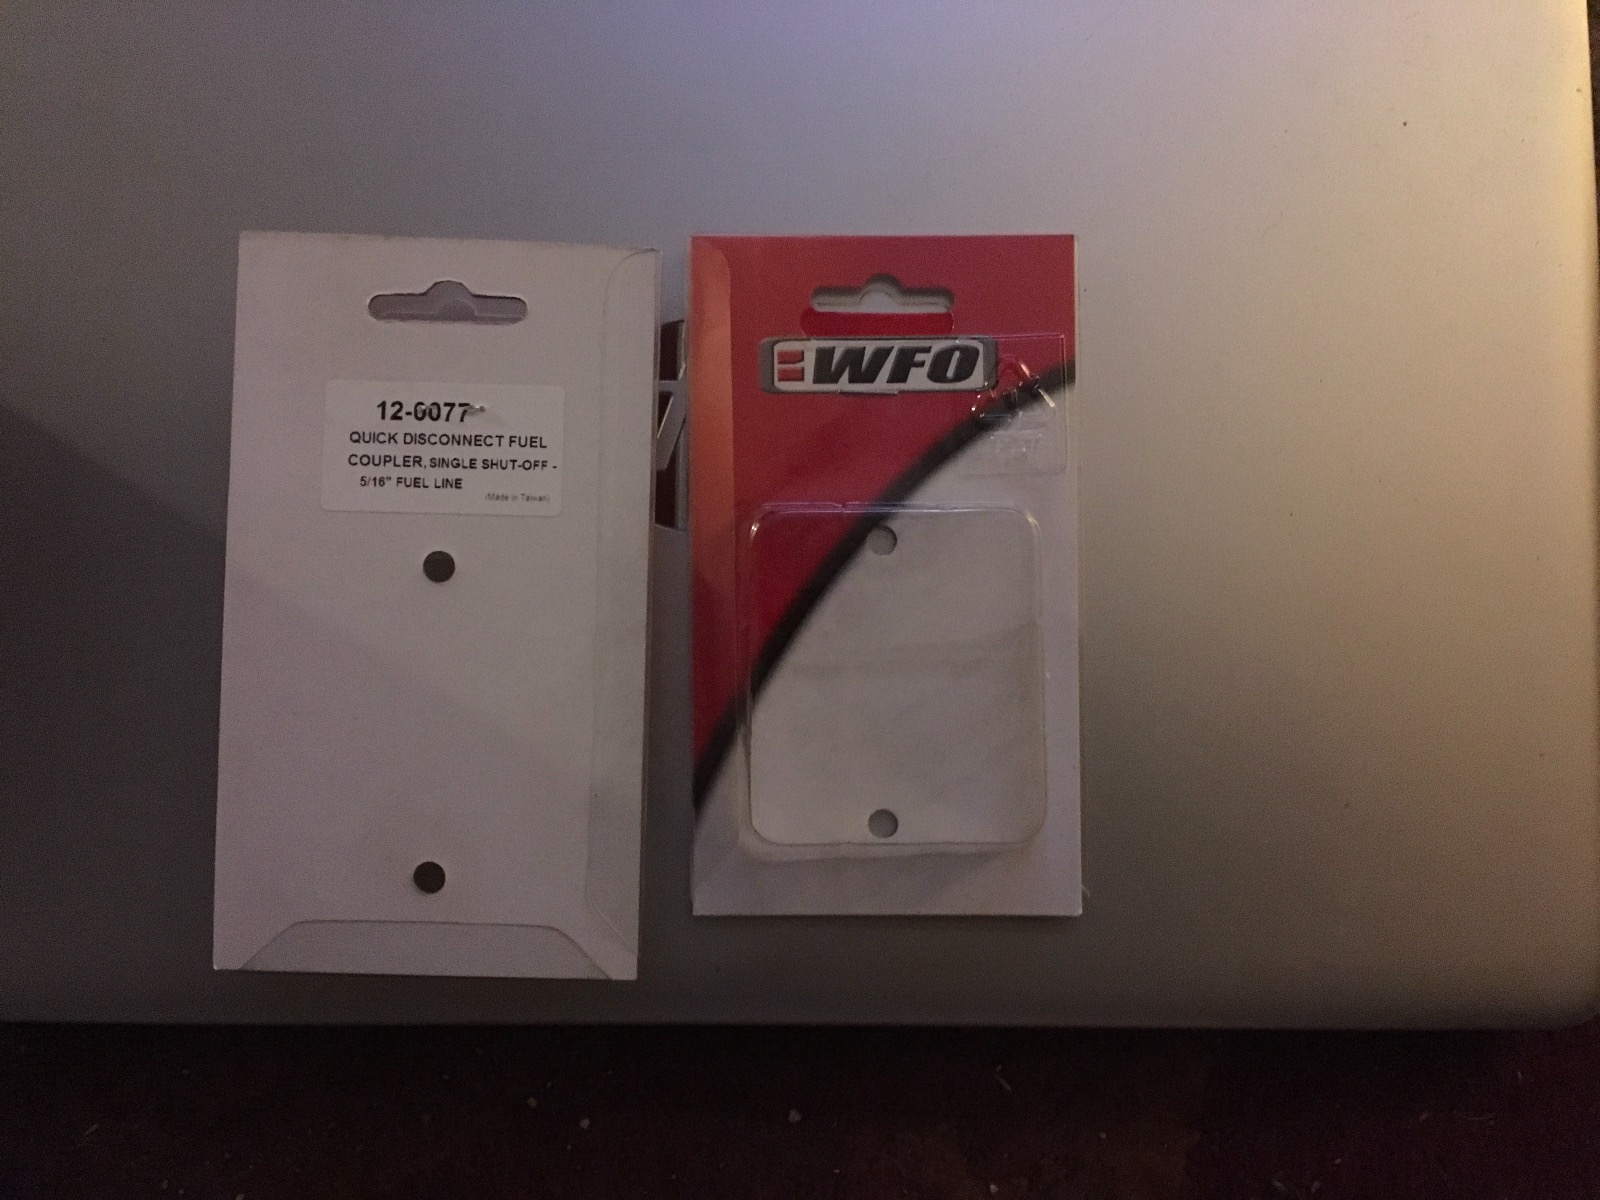 12-0077
QUICK DISCONNECT FUEL
COUPLER, SINGLE SHUT-OFF -
5/16" FUEL LINE
(Made in Taiwan)
WFO